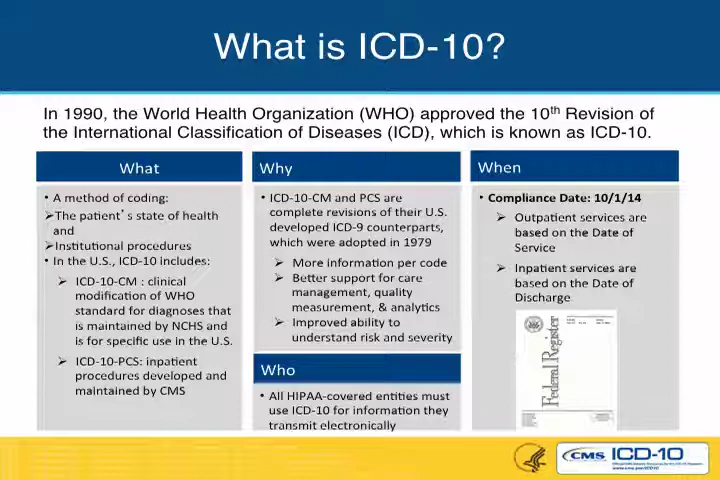 What is ICD-10?
In 1990, the World Health Organization (WHO) approved the 10th Revision of
the International Classification of Diseases (ICD), which is known as ICD-10.
What
• A method of coding:
➢The patient’s state of health
and
➢Institutional procedures
• In the U.S., ICD-10 includes:
➢ ICD-10-CM : clinical
modification of WHO
standard for diagnoses that
is maintained by NCHS and
is for specific use in the U.S.
➢ ICD-10-PCS: inpatient
procedures developed and
maintained by CMS
Why
• ICD-10-CM and PCS are
complete revisions of their U.S.
developed ICD-9 counterparts,
which were adopted in 1979
➢ More information per code
➢ Better support for care
management, quality
measurement, & analytics
➢ Improved ability to
understand risk and severity
Who
• All HIPAA-covered entities must
use ICD-10 for information they
transmit electronically
When
• Compliance Date: 10/1/14
➢ Outpatient services are
based on the Date of
Service
➢ Inpatient services are
based on the Date of
Discharge
Federal Register
CMS ICD-10